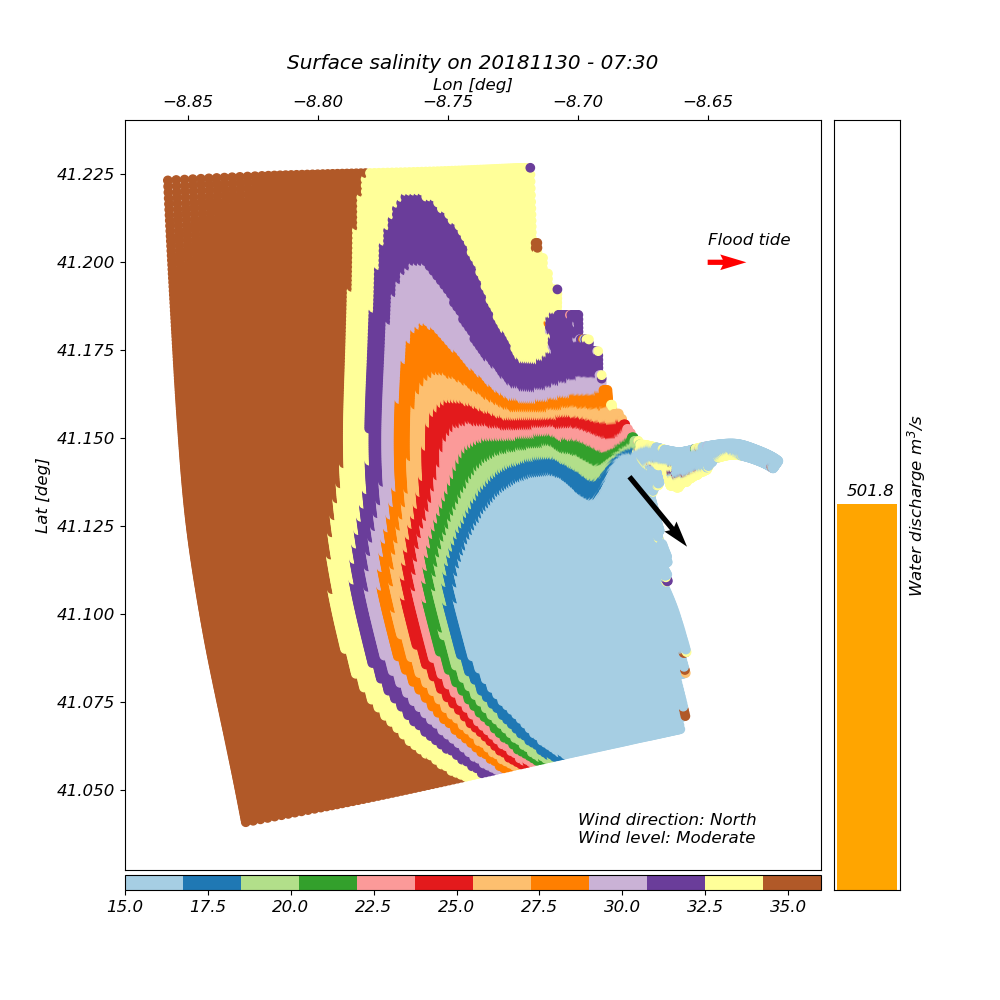 Surface salinity on 20181130 - 07:30
Lon [deg]
−8.85 −8.80 −8.75 −8.70 −8.65
41.225
41.200
41.175
41.150
41.125
41.100
41.075
41.050
Lat [deg]
Flood tide
Wind direction: North
Wind level: Moderate
15.0 17.5 20.0 22.5 25.0 27.5 30.0 32.5 35.0
501.8
Water discharge m³/s